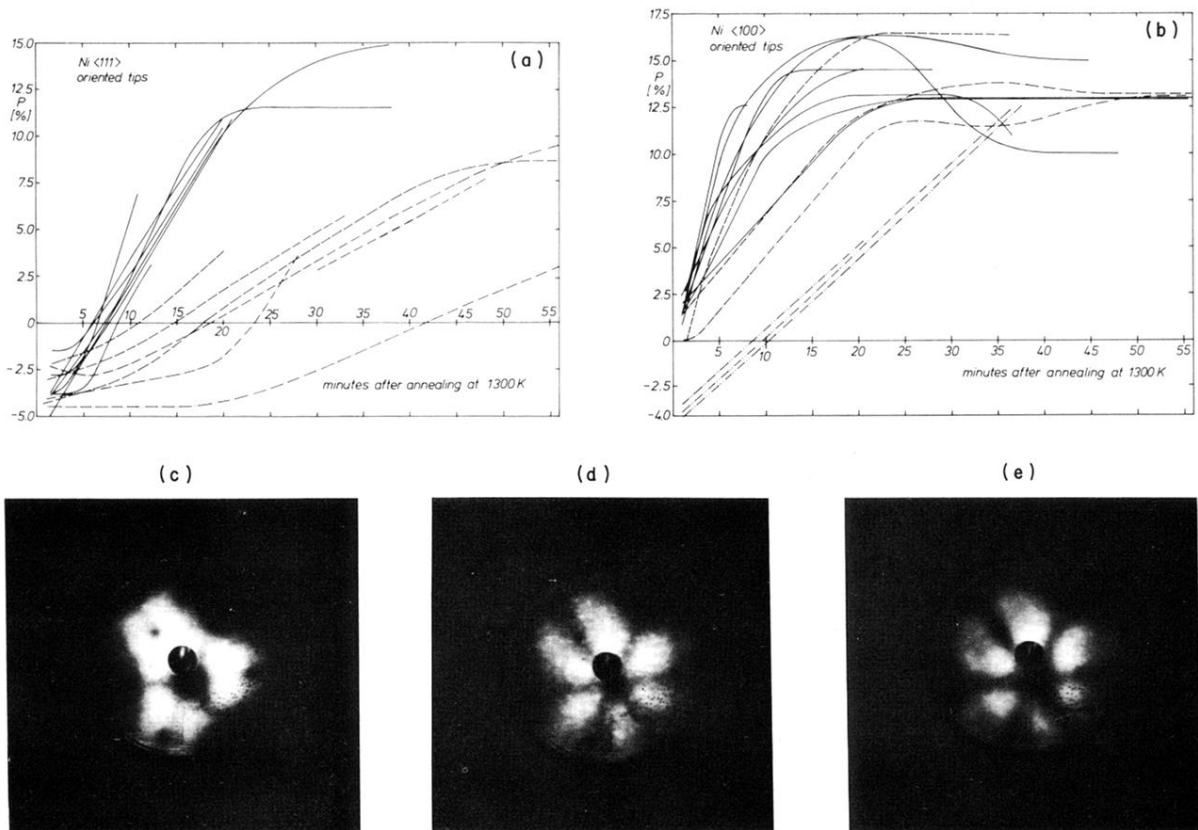 (a)
Ni <111>
oriented tips
P
[%]
15.0
12.5
10.0
7.5
5.0
2.5
0
-2.5
-5.0
5 10 15 20 25 30 35 40 45 50 55
minutes after annealing at 1300 K
(b)
Ni <100>
oriented tips
P
[%]
17.5
15.0
12.5
10.0
7.5
5.0
2.5
0
-2.5
-4.0
5 10 15 20 25 30 35 40 45 50 55
minutes after annealing at 1300 K
(c)
(d)
(e)